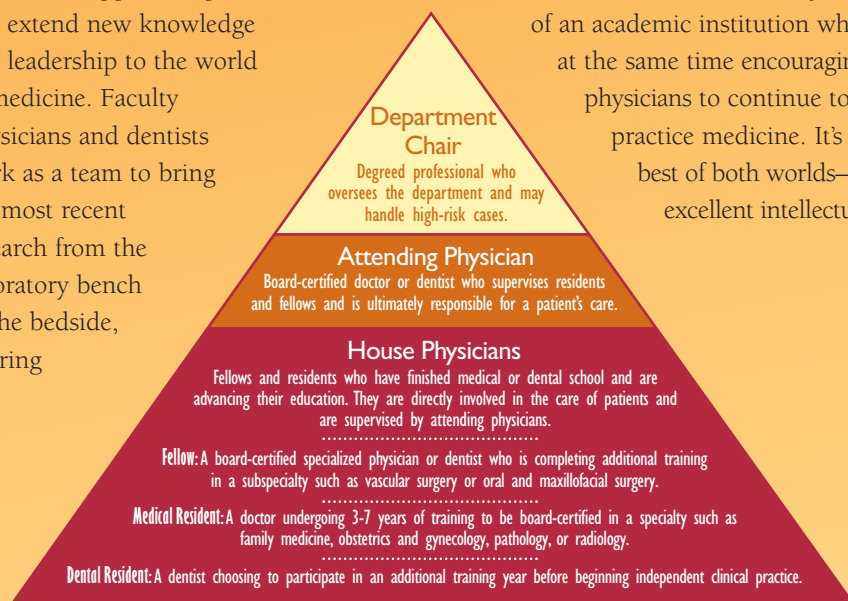 extend new knowledge
leadership to the world
medicine. Faculty
sicians and dentists
k as a team to bring
most recent
earch from the
oratory bench
he bedside,
ring
of an academic institution wh
at the same time encouragin
physicians to continue to
practice medicine. It's
best of both worlds—
excellent intellectu
Department
Chair
Degreed professional who
oversees the department and may
handle high-risk cases.
Attending Physician
Board-certified doctor or dentist who supervises residents
and fellows and is ultimately responsible for a patient's care.
House Physicians
Fellows and residents who have finished medical or dental school and are
advancing their education. They are directly involved in the care of patients and
are supervised by attending physicians.
Fellow: A board-certified specialized physician or dentist who is completing additional training
in a subspecialty such as vascular surgery or oral and maxillofacial surgery.
Medical Resident: A doctor undergoing 3-7 years of training to be board-certified in a specialty such as
family medicine, obstetrics and gynecology, pathology, or radiology.
Dental Resident: A dentist choosing to participate in an additional training year before beginning independent clinical practice.